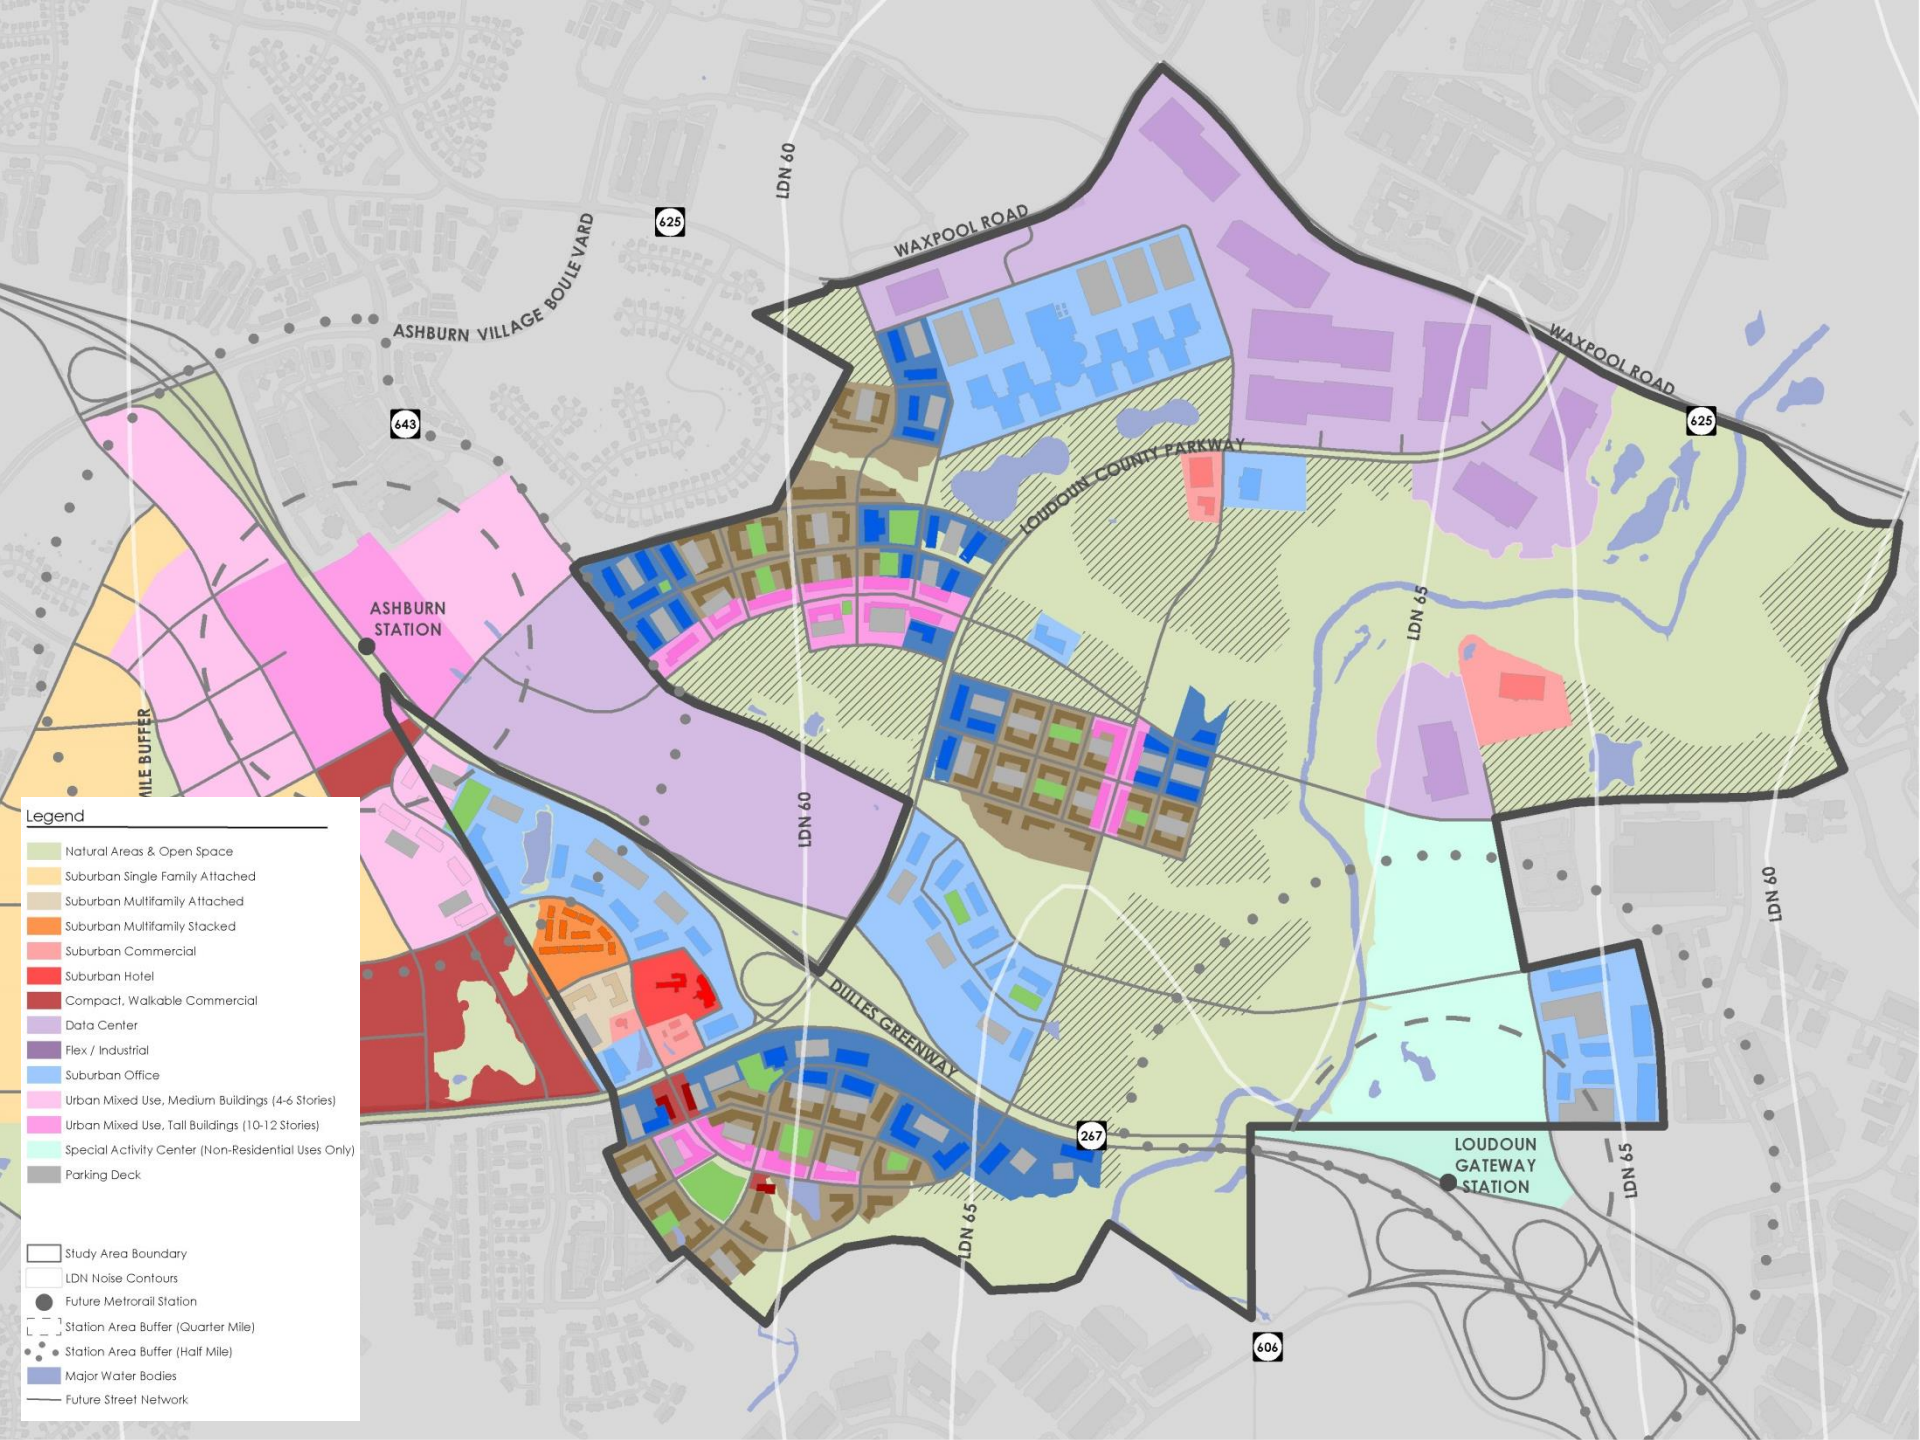 LDN 60
625
WAXPOOL ROAD
ASHBURN VILLAGE BOULEVARD
WAXPOOL ROAD
625
643
LOUDOUN COUNTY PARKWAY
ASHBURN
STATION
LDN 65
MILE BUFFER
LDN 60
LDN 60
DULLES GREENWAY
267
LOUDOUN
GATEWAY
STATION
LDN 65
LDN 65
606
Legend
Natural Areas & Open Space
Suburban Single Family Attached
Suburban Multifamily Attached
Suburban Multifamily Stacked
Suburban Commercial
Suburban Hotel
Compact, Walkable Commercial
Data Center
Flex / Industrial
Suburban Office
Urban Mixed Use, Medium Buildings (4-6 Stories)
Urban Mixed Use, Tall Buildings (10-12 Stories)
Special Activity Center (Non-Residential Uses Only)
Parking Deck
Study Area Boundary
LDN Noise Contours
Future Metrorail Station
Station Area Buffer (Quarter Mile)
Station Area Buffer (Half Mile)
Major Water Bodies
Future Street Network